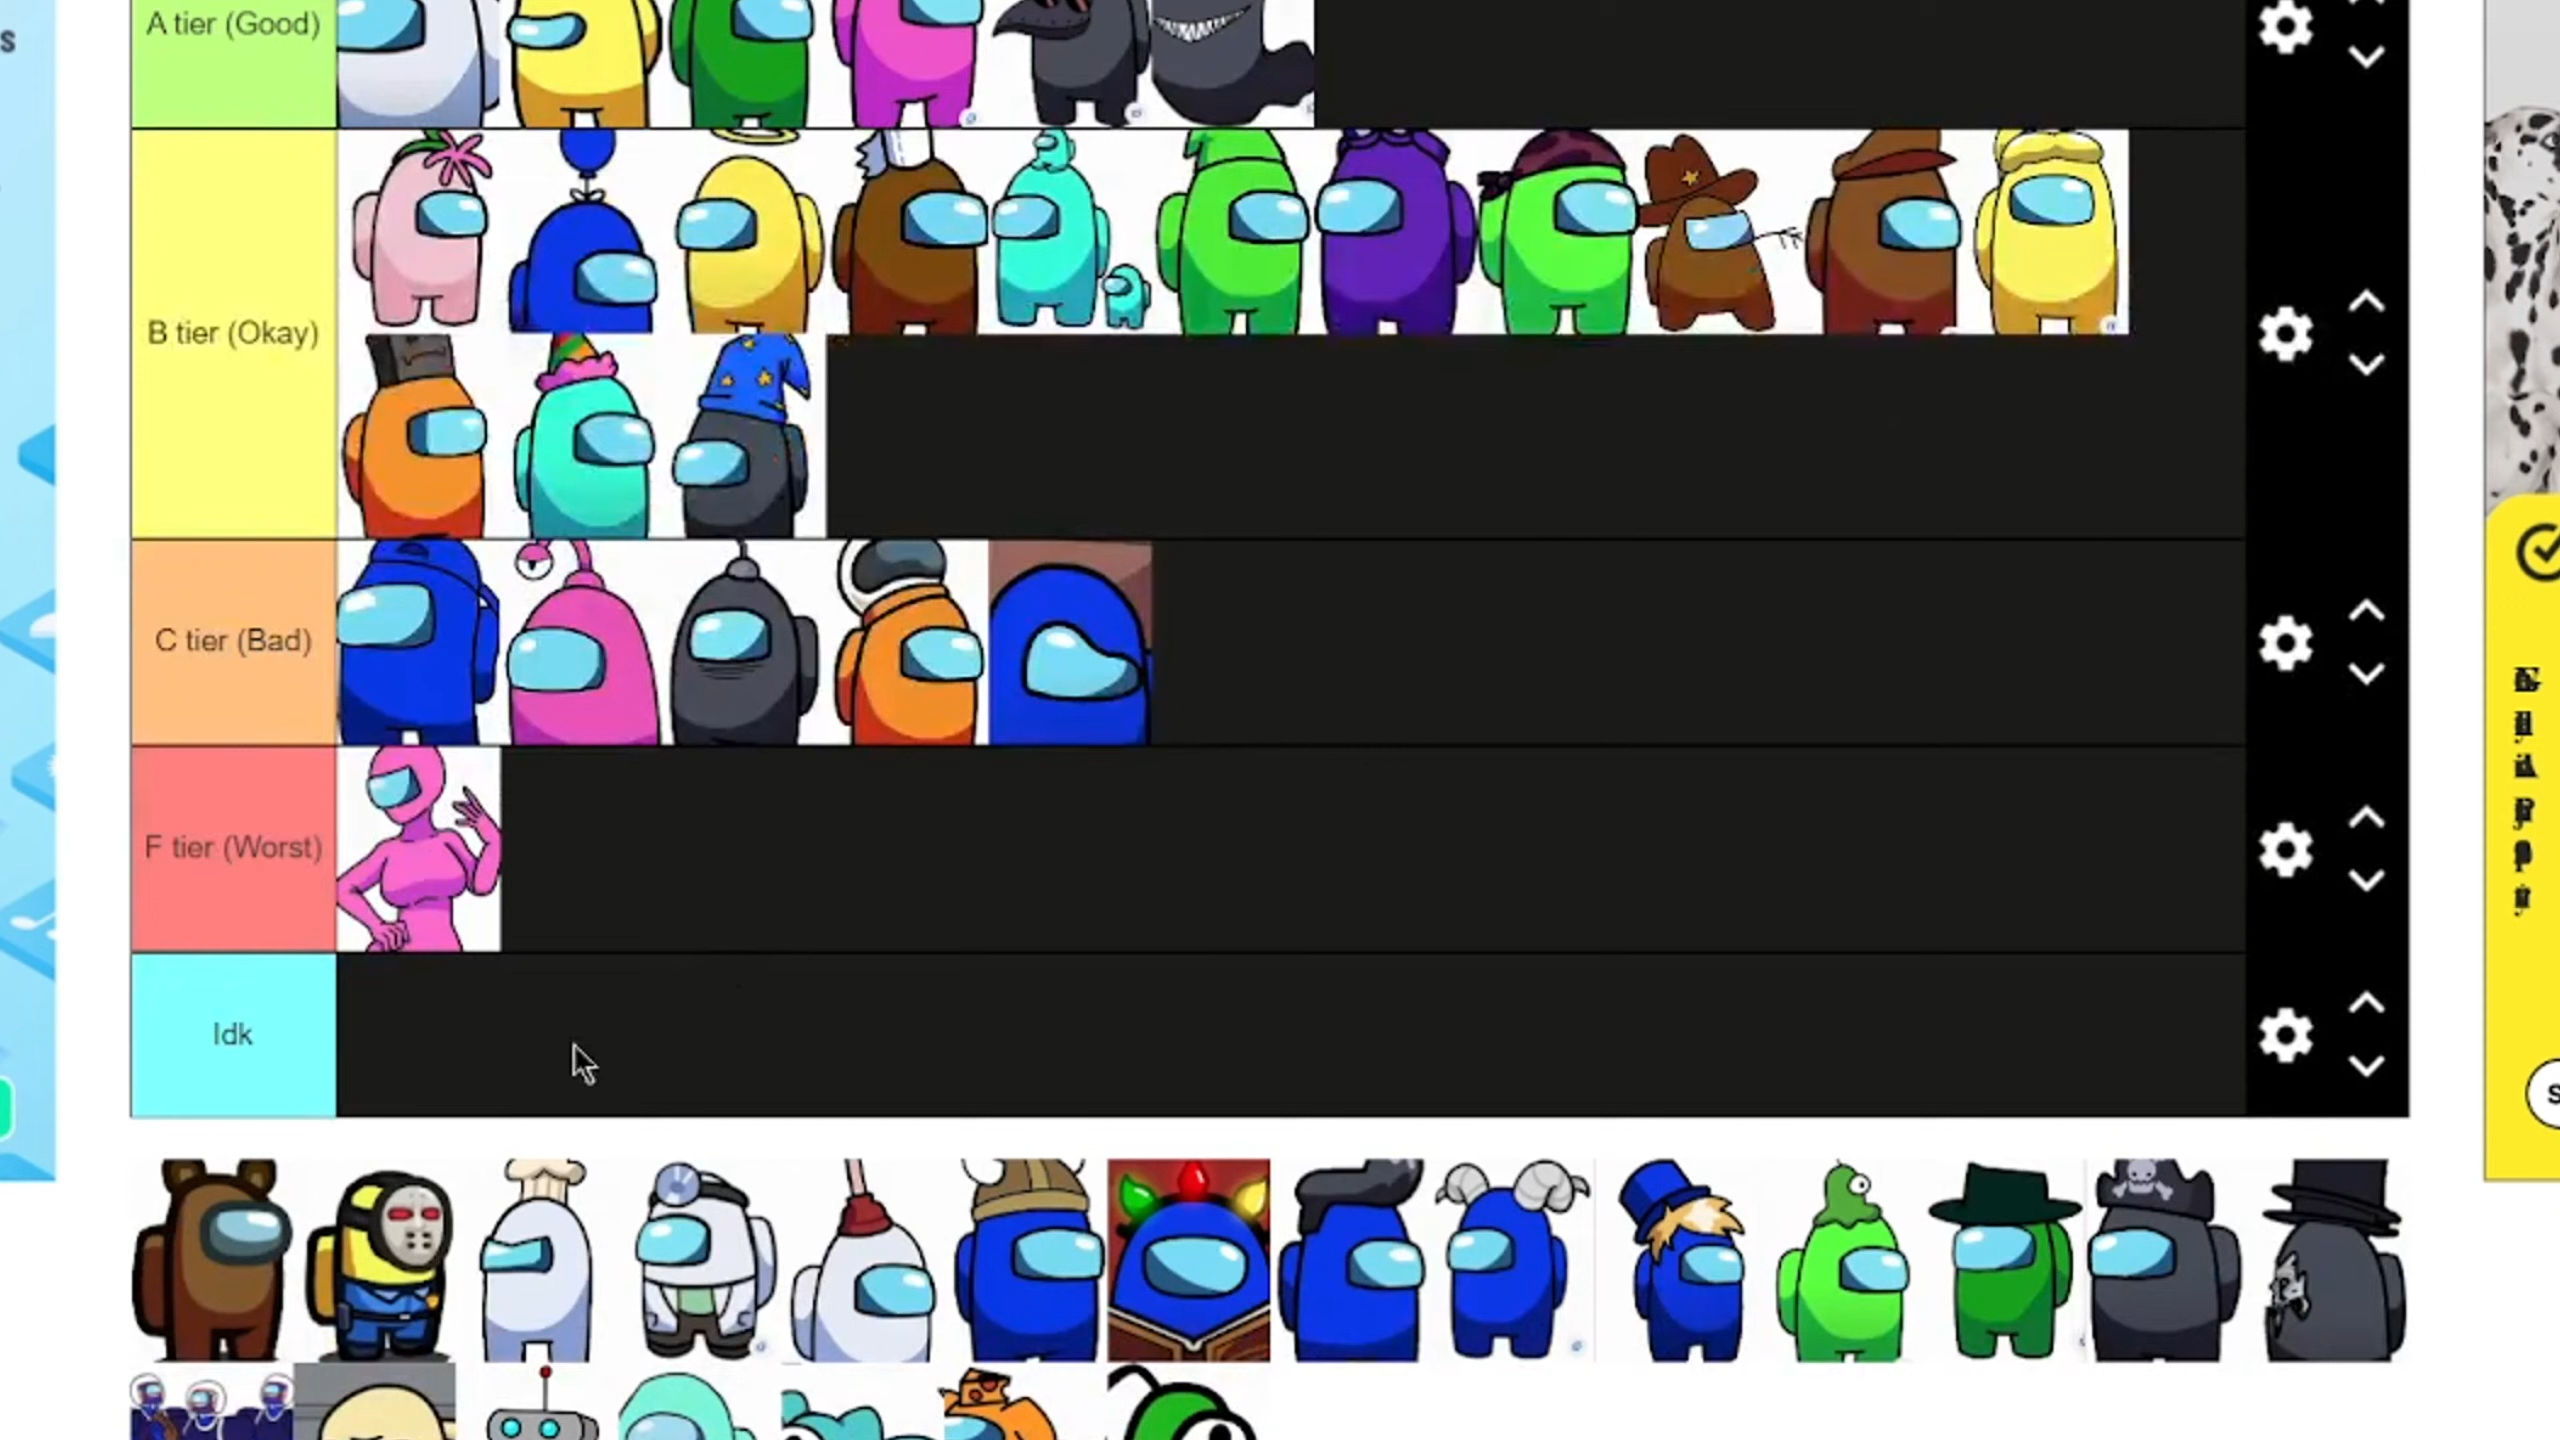 s
A tier (Good)
B tier (Okay)
C tier (Bad)
F tier (Worst)
Idk
S